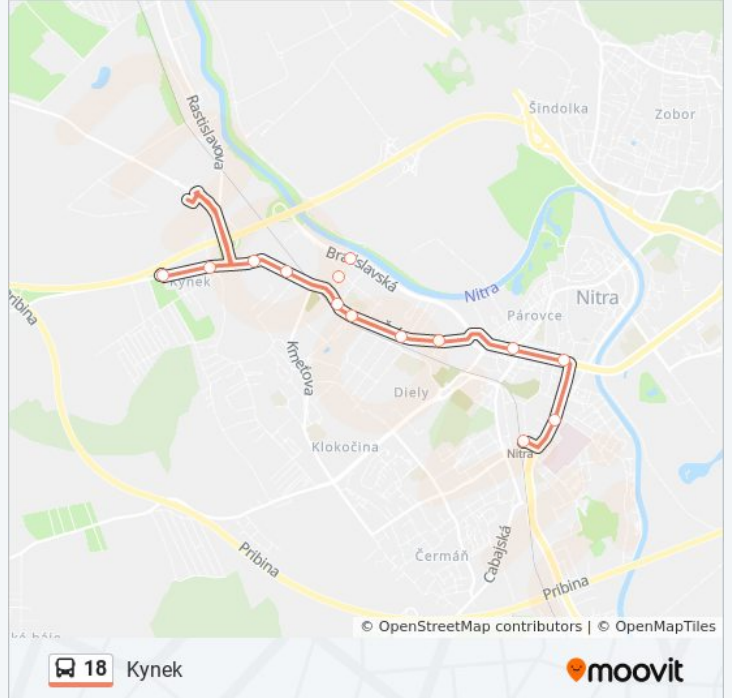 Šindolka
Zobor
Rastislavova
Bratislavská
Kynek
Nitra
Nitra
Párovce
Pribina
Kmeťova
Diely
Klokočina
Nitra
Cabajská
Čermáň
Pribina
Pribina
© OpenStreetMap contributors | © OpenMapTiles
18 Kynek
moovit